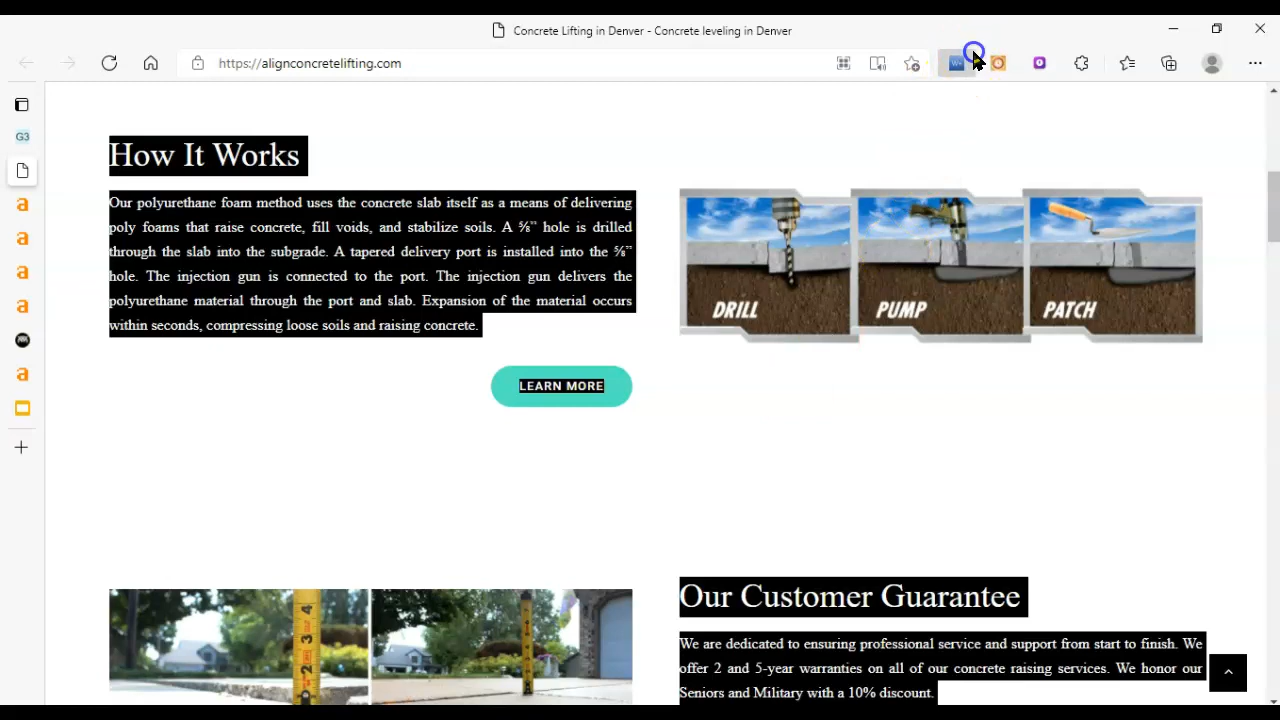 Concrete Lifting in Denver - Concrete leveling in Denver
https://alignconcretelifting.com
G3
How It Works
Our polyurethane foam method uses the concrete slab itself as a means of delivering
poly foams that raise concrete, fill voids, and stabilize soils. A ⅝” hole is drilled
through the slab into the subgrade. A tapered delivery port is installed into the ⅝”
hole. The injection gun is connected to the port. The injection gun delivers the
polyurethane material through the port and slab. Expansion of the material occurs
within seconds, compressing loose soils and raising concrete.
LEARN MORE
DRILL
PUMP
PATCH
4
3
2
Our Customer Guarantee
We are dedicated to ensuring professional service and support from start to finish. We
offer 2 and 5-year warranties on all of our concrete raising services. We honor our
Seniors and Military with a 10% discount.